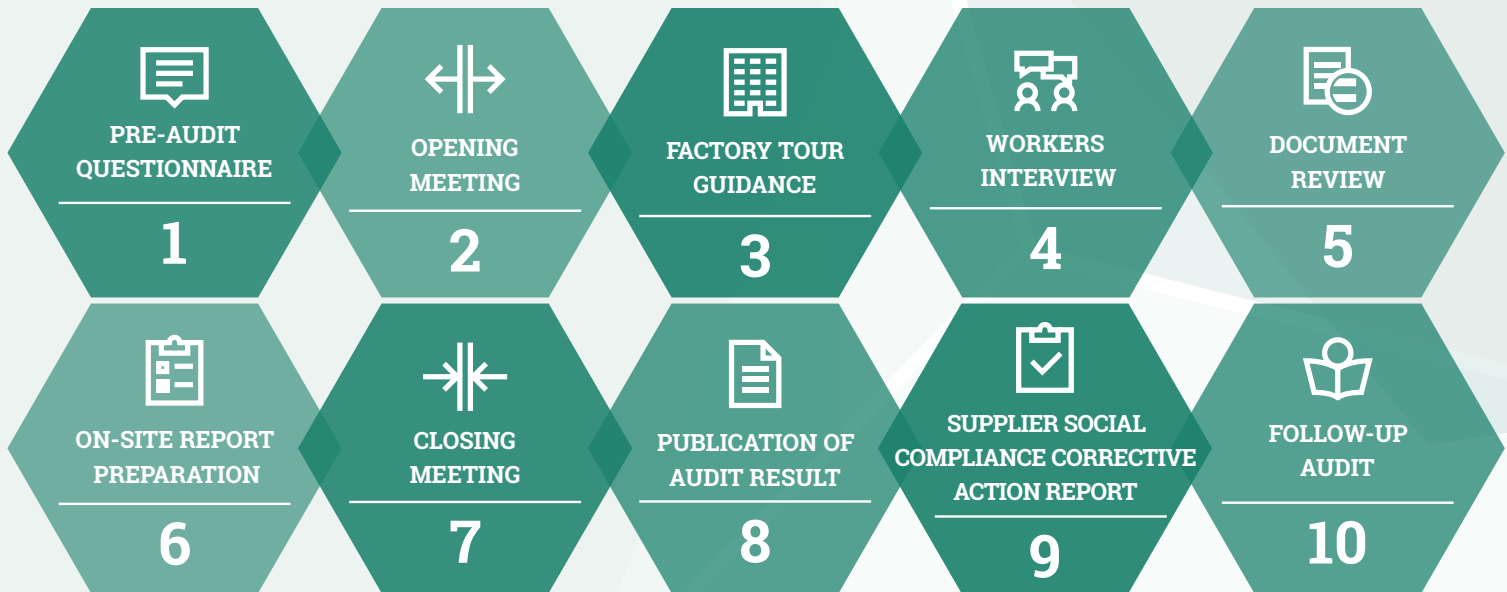 PRE-AUDIT
QUESTIONNAIRE
1
OPENING
MEETING
2
FACTORY TOUR
GUIDANCE
3
WORKERS
INTERVIEW
4
DOCUMENT
REVIEW
5
ON-SITE REPORT
PREPARATION
6
CLOSING
MEETING
7
PUBLICATION OF
AUDIT RESULT
8
SUPPLIER SOCIAL
COMPLIANCE CORRECTIVE
ACTION REPORT
9
FOLLOW-UP
AUDIT
10